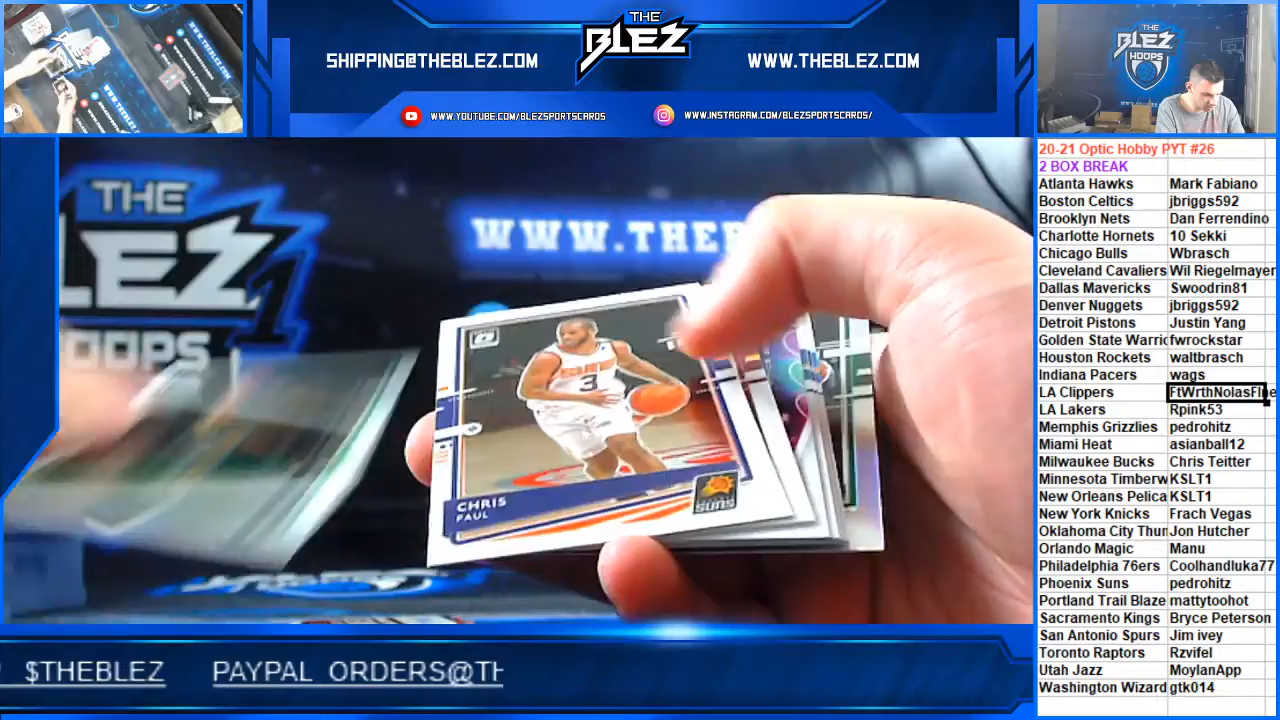 THE
BLEZ
SHIPPING@THEBLEZ.COM
WWW.THEBLEZ.COM
WWW.YOUTUBE.COM/BLEZSPORTSCARDS
WWW.INSTAGRAM.COM/BLEZSPORTSCARDS/
THE
BLEZ
HOOPS
20-21 Optic Hobby PYT #26
2 BOX BREAK
Atlanta Hawks Mark Fabiano
Boston Celtics jbriggs592
Brooklyn Nets Dan Ferrendino
Charlotte Hornets 10 Sekki
Chicago Bulls Wbrasch
Cleveland Cavaliers Wil Riegelmayer
Dallas Mavericks Swoodrin81
Denver Nuggets jbriggs592
Detroit Pistons Justin Yang
Golden State Warric fwrockstar
Houston Rockets waltbrasch
Indiana Pacers wags
LA Clippers
LA Lakers Rpink53
Memphis Grizzlies pedrohitz
Miami Heat asianball12
Milwaukee Bucks Chris Teitter
Minnesota Timberw KSLT1
New Orleans Pelica KSLT1
New York Knicks Frach Vegas
Oklahoma City Thun Jon Hutcher
Orlando Magic Manu
Philadelphia 76ers Coolhandluka77
Phoenix Suns pedrohitz
Portland Trail Blaze mattytoohot
Sacramento Kings Bryce Peterson
San Antonio Spurs Jim ivey
Toronto Raptors Rzvifel
Utah Jazz MoylanApp
Washington Wizard gtk014
THE
LEZ
HOOPS
WWW.THE
3
CHRIS
PAUL
SUNS
$THEBLEZ
PAYPAL ORDERS@TH